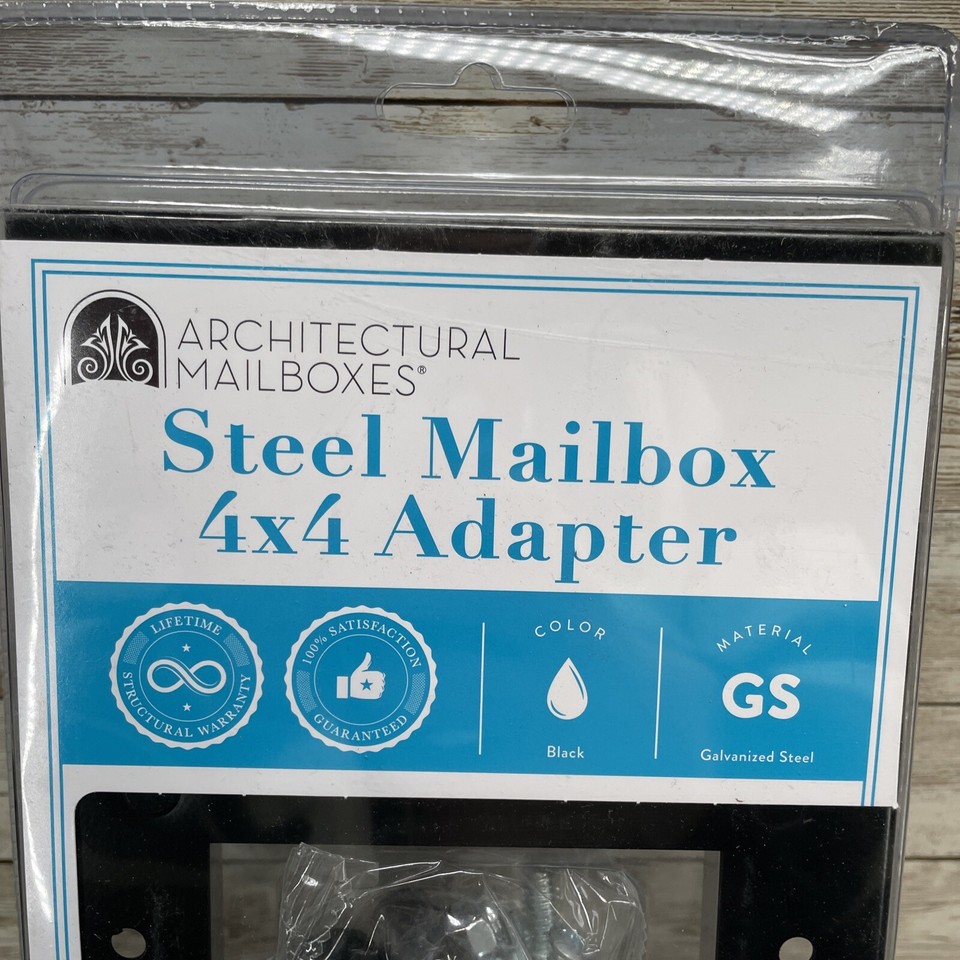 ARCHITECTURAL
MAILBOXES®
Steel Mailbox
4x4 Adapter
LIFETIME
STRUCTURAL WARRANTY
100% SATISFACTION
GUARANTEED
COLOR
Black
MATERIAL
GS
Galvanized Steel